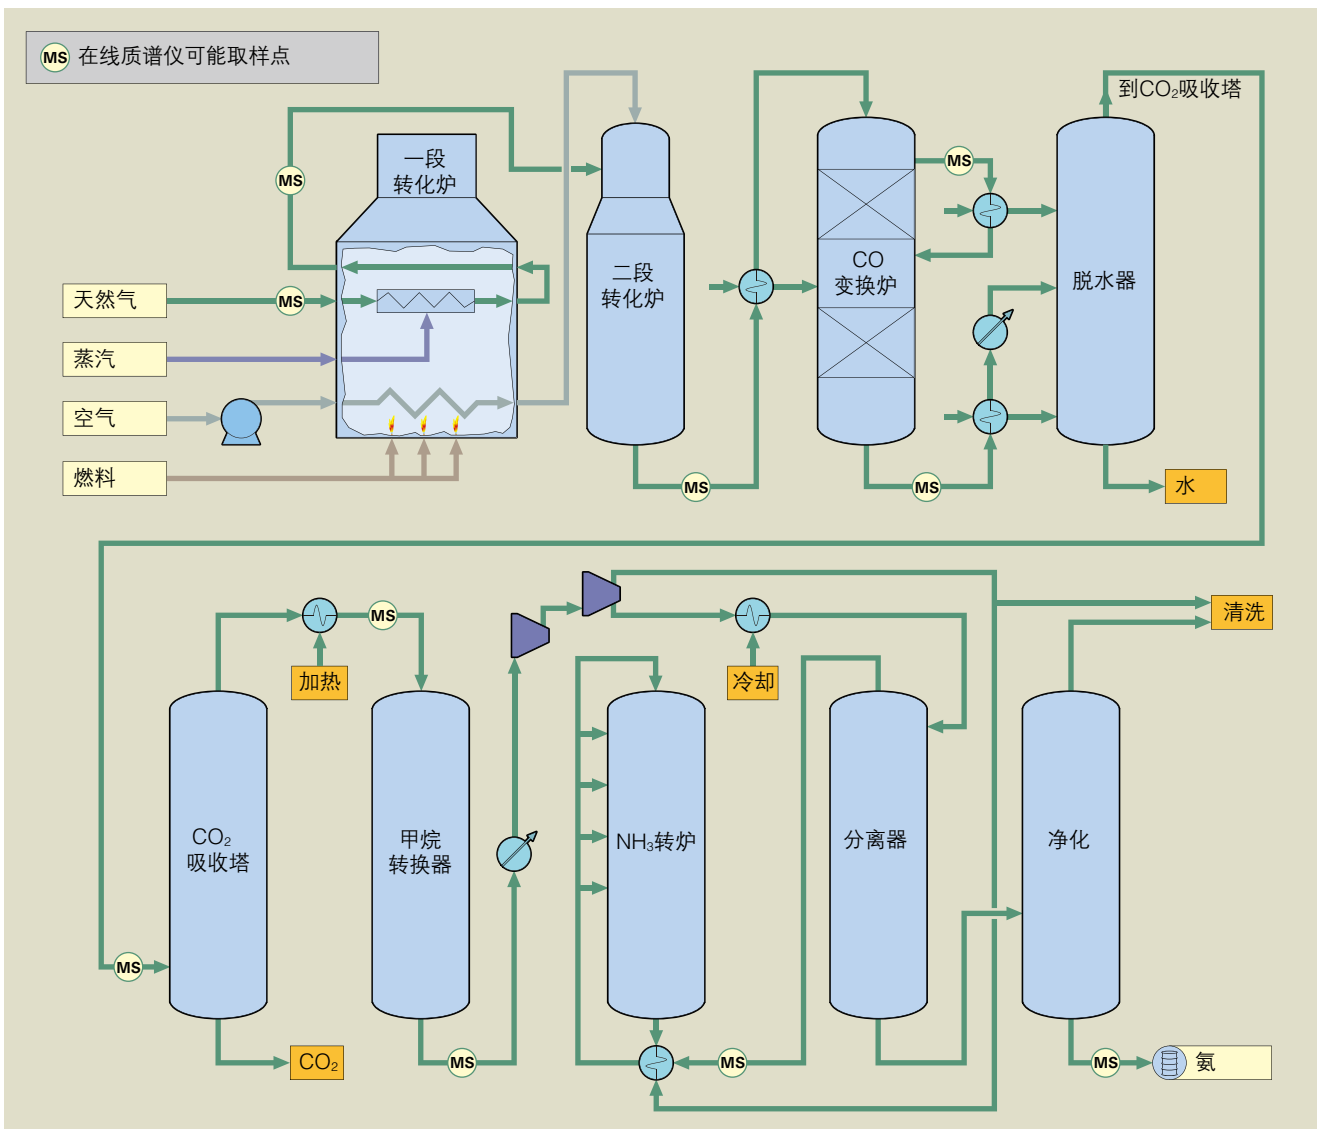 MS 在线质谱仪可能取样点
到CO₂吸收塔
一段
转化炉
MS
MS
二段
转化炉
CO
变换炉
脱水器
天然气
MS
蒸汽
空气
燃料
MS
MS
水
加热
MS
冷却
清洗
CO₂
吸收塔
甲烷
转换器
NH₃转炉
分离器
净化
MS
CO₂
MS
MS
MS
氨